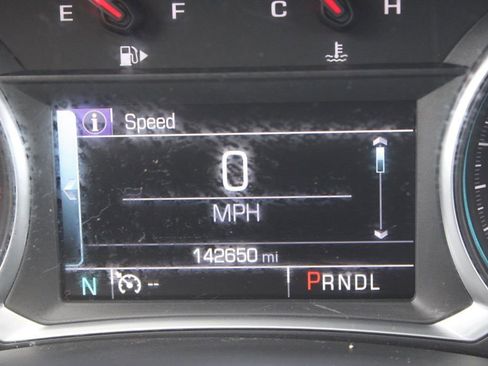 E F C H
i Speed
0
MPH
142650 mi
N -- PRNDL